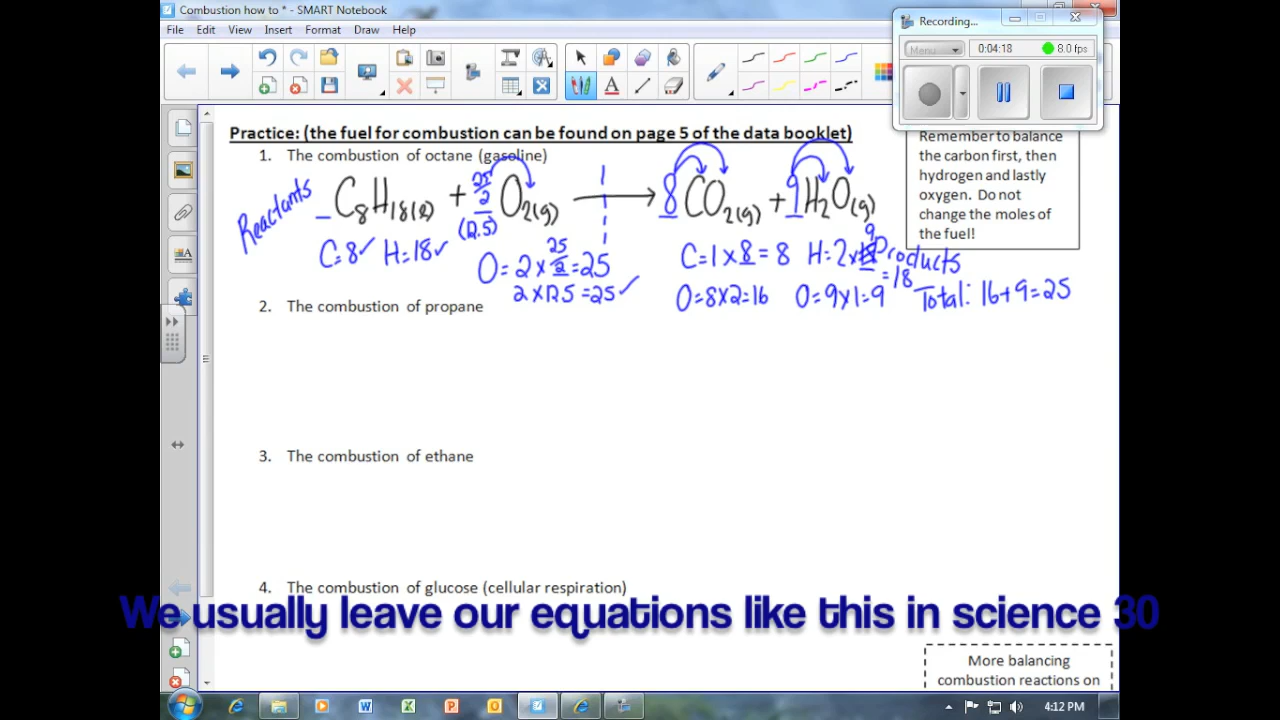 Combustion how to * - SMART Notebook
File Edit View Insert Format Draw Help
Recording...
Menu 0:04:18 8.0 fps
Practice: (the fuel for combustion can be found on page 5 of the data booklet)
1. The combustion of octane (gasoline)
Reactants
_C8H18(l) + 25/2 O2(g) → 8CO2(g) + 9H2O(g)
(12.5)
C=8✓ H=18✓ O=2×25/2=25
2×12.5=25✓
C=1×8=8 H=2×9=18 Products
O=8×2=16 O=9×1=9 Total: 16+9=25
Remember to balance
the carbon first, then
hydrogen and lastly
oxygen. Do not
change the moles of
the fuel!
2. The combustion of propane
3. The combustion of ethane
4. The combustion of glucose (cellular respiration)
We usually leave our equations like this in science 30
More balancing
combustion reactions on
4:12 PM